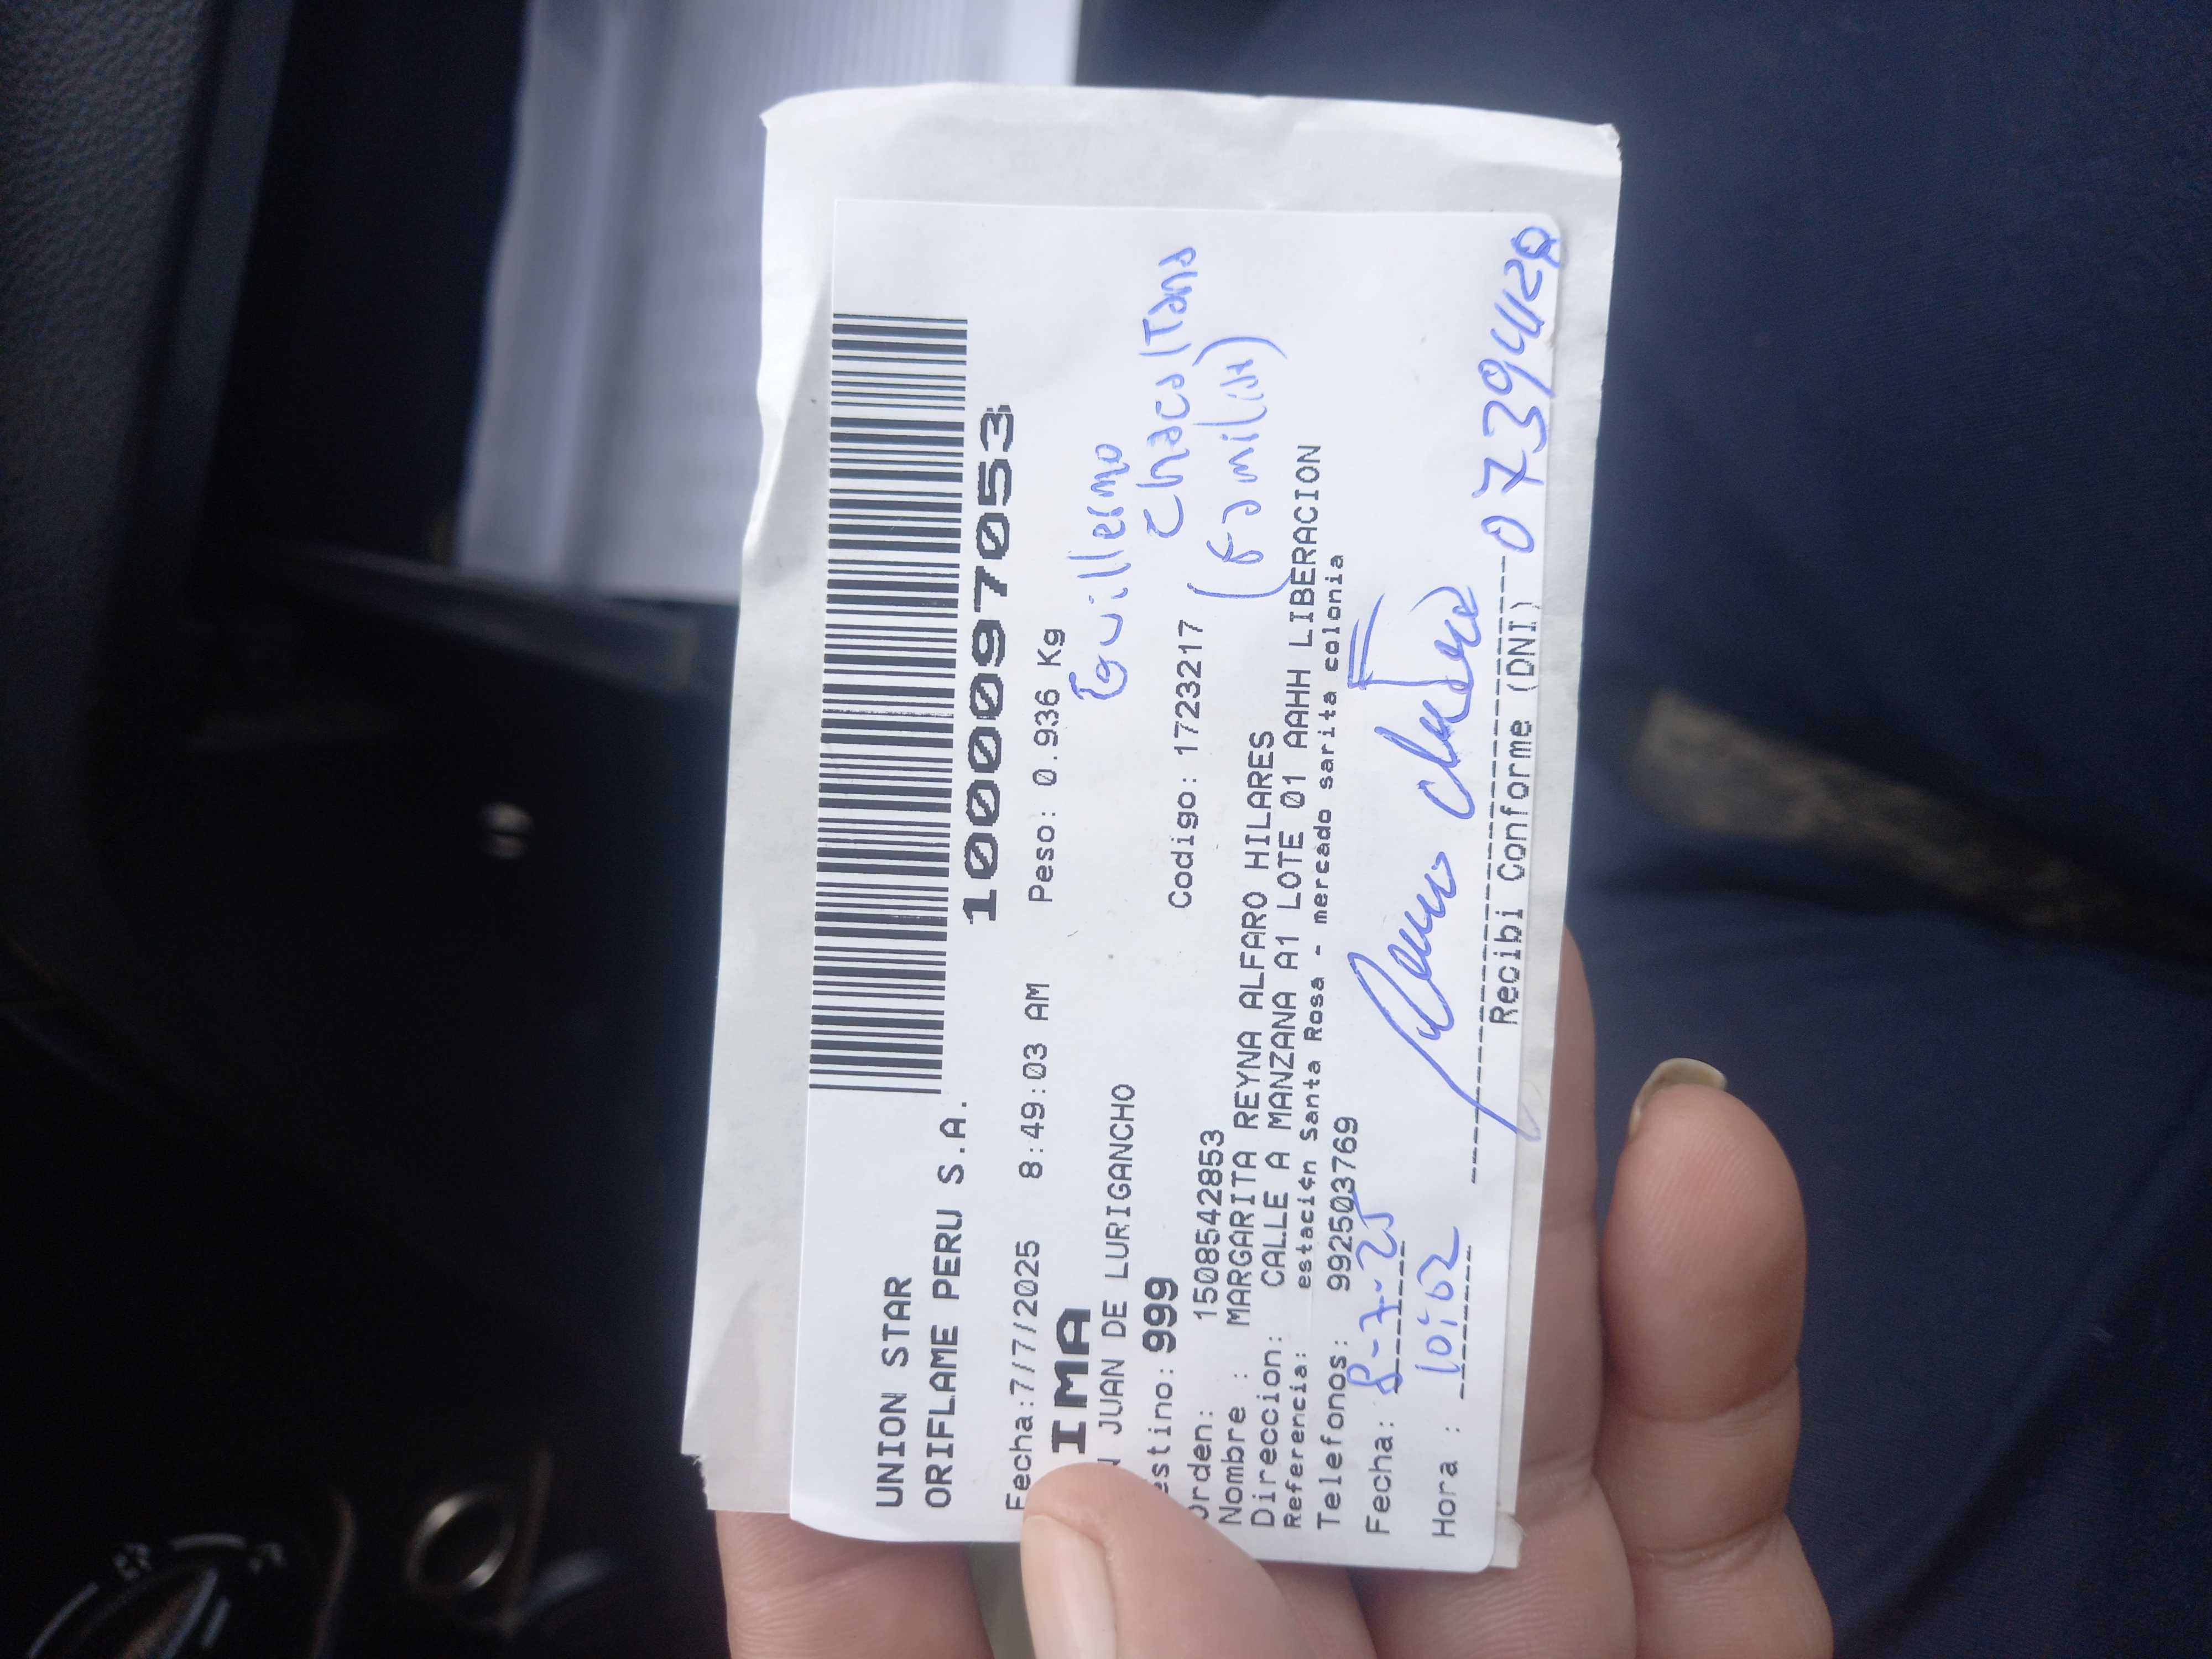 UNION STAR
ORIFLAME PERU S.A.
1000097053
Fecha:7/7/2025 8:49:03 AM Peso: 0.936 Kg
IMA
JUAN DE LURIGANCHO
Guillermo
Chacaltana
(familiar)
estino: 999 Codigo: 1723217
Orden: 1508542853
Nombre : MARGARITA REYNA ALFARO HILARES
Direccion: CALLE A MANZANA A1 LOTE 01 AAHH LIBERACION
Referencia: estaci¢n Santa Rosa - mercado sarita colonia
Telefonos: 992503769
Fecha: 8-7-25
Hora : 10:02
Recibi Conforme (DNI)